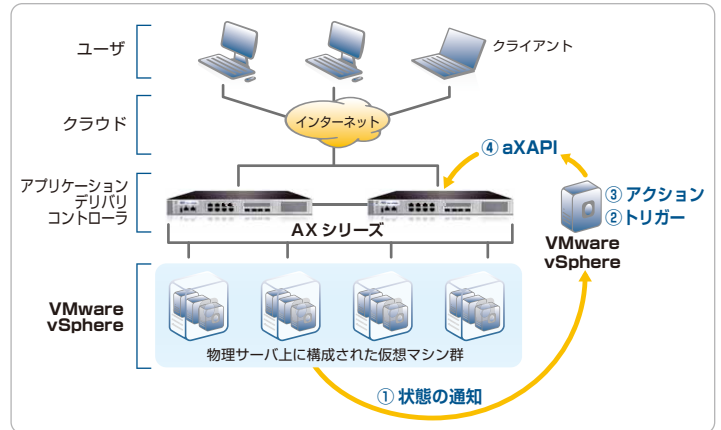 ユーザ
クライアント
クラウド
インターネット
④ aXAPI
アプリケーション
デリバリ
コントローラ
AX シリーズ
③ アクション
② トリガー
VMware
vSphere
VMware
vSphere
物理サーバ上に構成された仮想マシン群
① 状態の通知